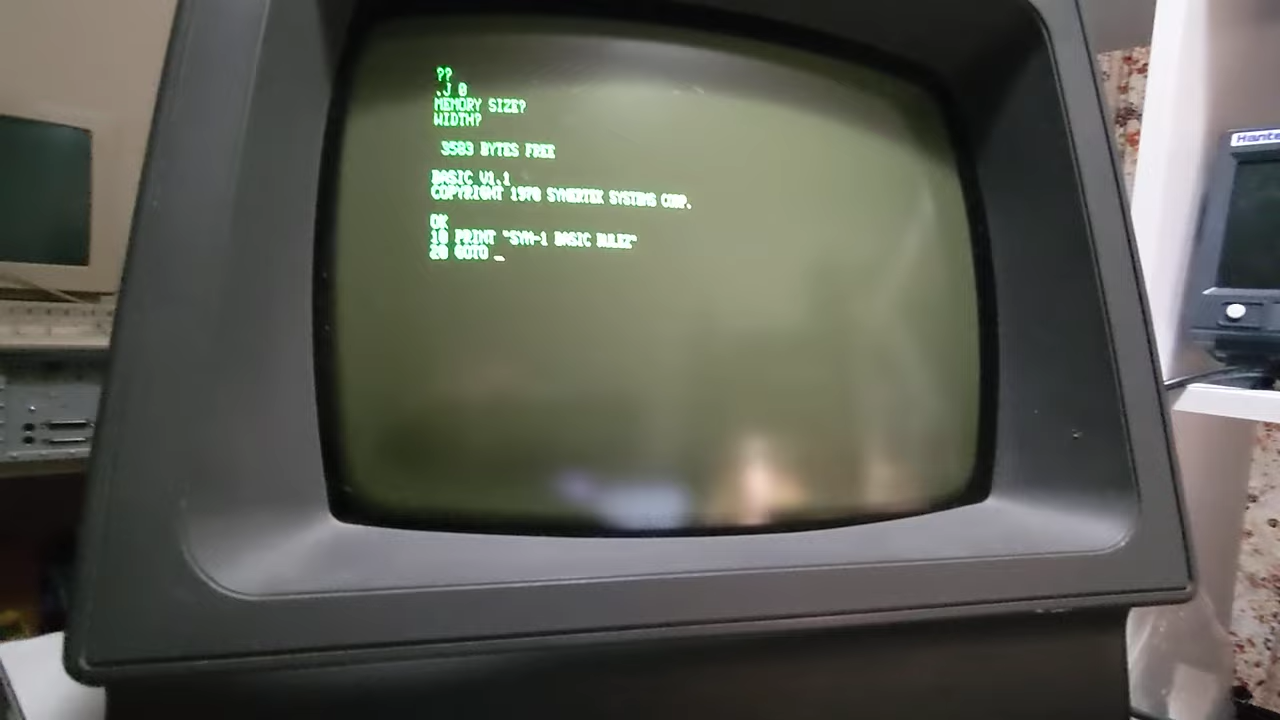 ??
.J 0
MEMORY SIZE?
WIDTH?
3583 BYTES FREE
BASIC V1.1
COPYRIGHT 1978 SYNERTEK SYSTEMS CORP.
OK
10 PRINT "SYM-1 BASIC RULEZ"
20 GOTO _
Hante